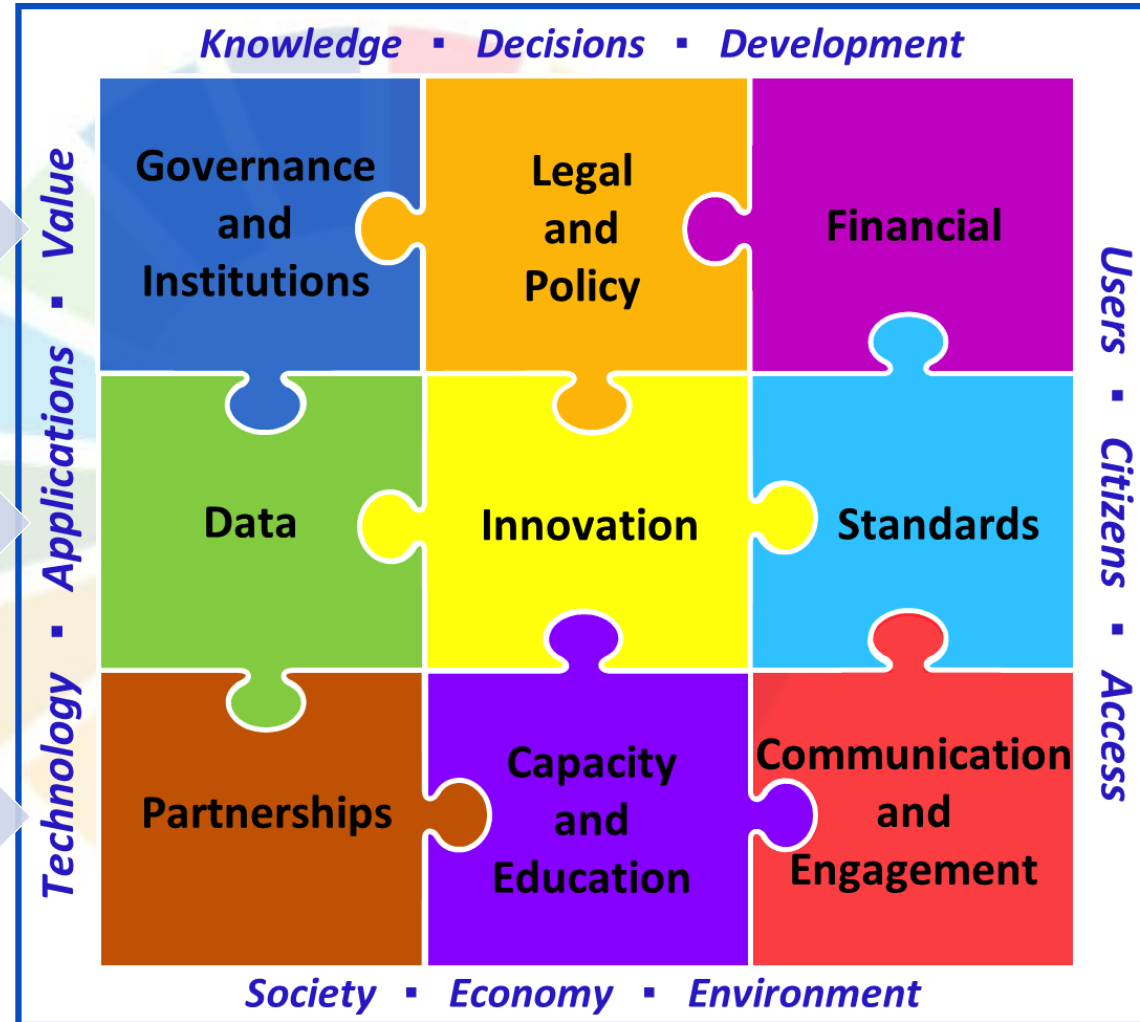 Knowledge ▪ Decisions ▪ Development
Technology ▪ Applications ▪ Value
Governance
and
Institutions
Legal
and
Policy
Financial
Data
Innovation
Standards
Partnerships
Capacity
and
Education
Communication
and
Engagement
Users ▪ Citizens ▪ Access
Society ▪ Economy ▪ Environment